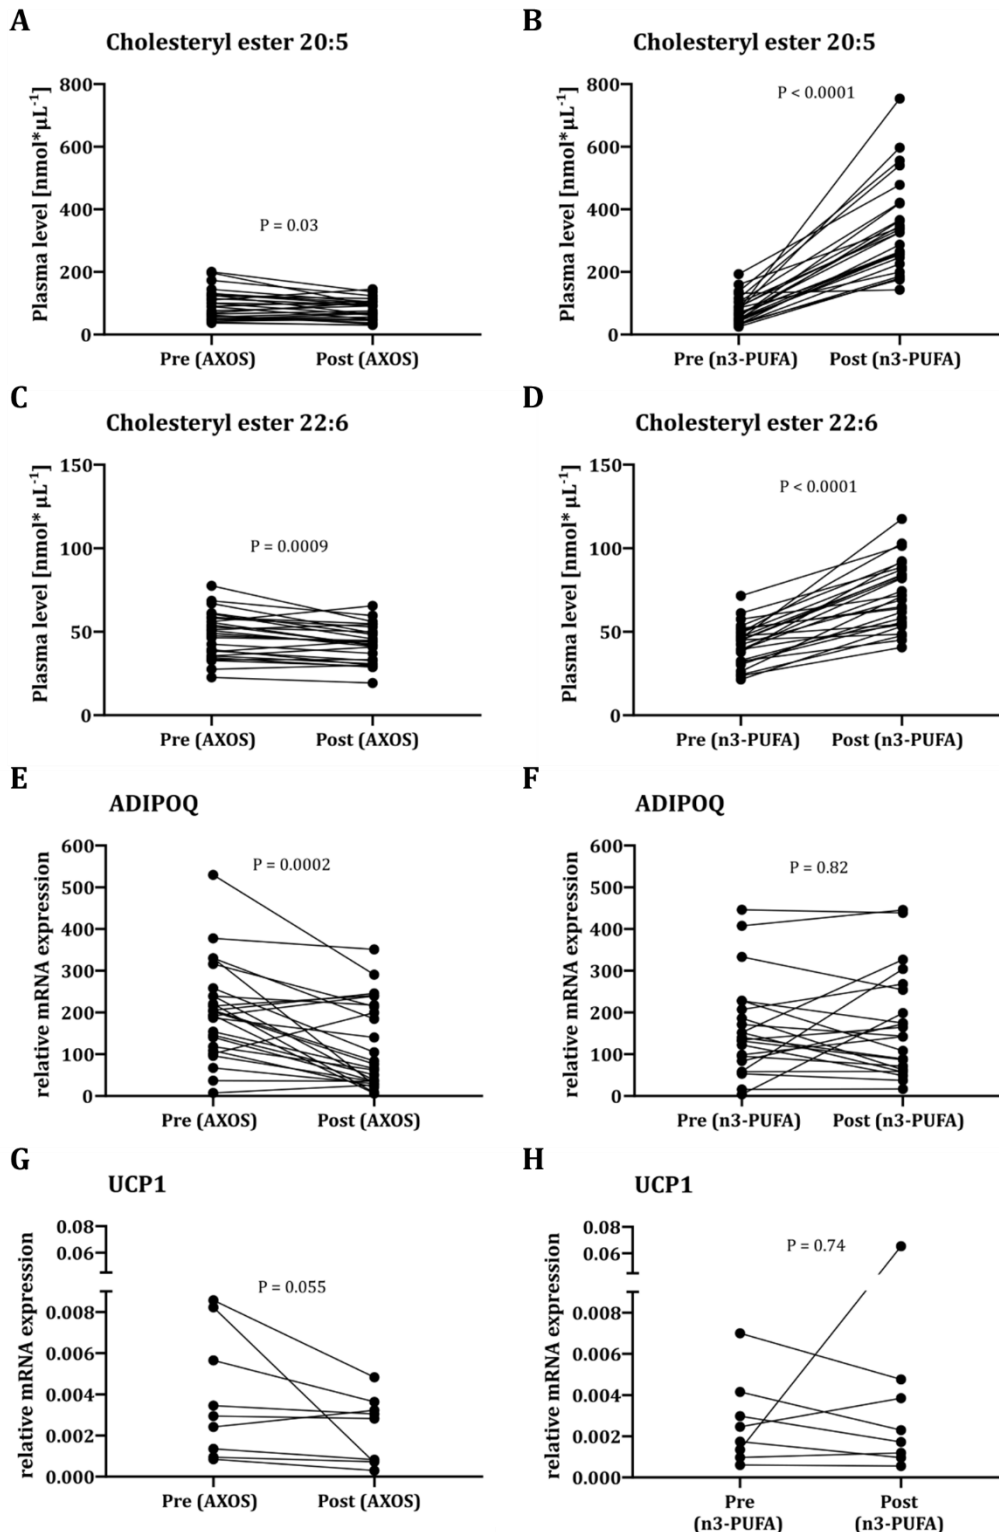 A
Cholesteryl ester 20:5
Plasma level [nmol*µL⁻¹]
800
600
400
200
0
P = 0.03
Pre (AXOS) Post (AXOS)
B
Cholesteryl ester 20:5
Plasma level [nmol*µL⁻¹]
800
600
400
200
0
P < 0.0001
Pre (n3-PUFA) Post (n3-PUFA)
C
Cholesteryl ester 22:6
Plasma level [nmol* µL⁻¹]
150
100
50
0
P = 0.0009
Pre (AXOS) Post (AXOS)
D
Cholesteryl ester 22:6
Plasma level [nmol* µL⁻¹]
150
100
50
0
P < 0.0001
Pre (n3-PUFA) Post (n3-PUFA)
E
ADIPOQ
relative mRNA expression
600
500
400
300
200
100
0
P = 0.0002
Pre (AXOS) Post (AXOS)
F
ADIPOQ
relative mRNA expression
600
500
400
300
200
100
0
P = 0.82
Pre (n3-PUFA) Post (n3-PUFA)
G
UCP1
relative mRNA expression
0.08
0.06
0.008
0.006
0.004
0.002
0.000
P = 0.055
Pre (AXOS) Post (AXOS)
H
UCP1
relative mRNA expression
0.08
0.06
0.008
0.006
0.004
0.002
0.000
P = 0.74
Pre Post
(n3-PUFA) (n3-PUFA)